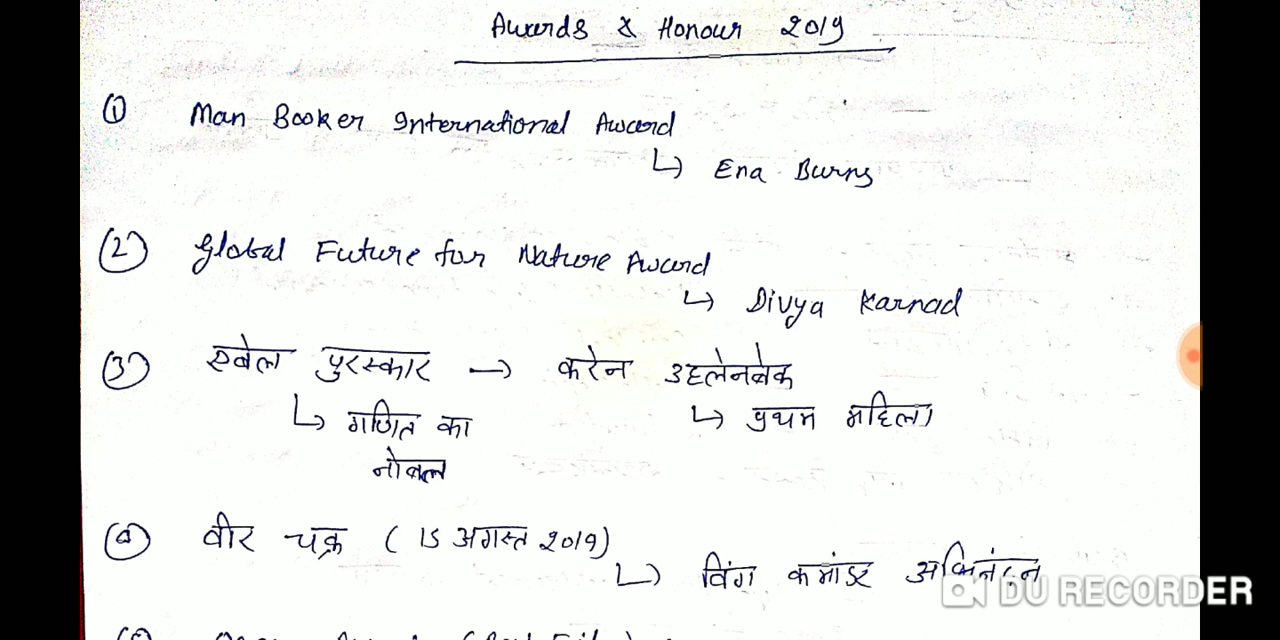 Awards & Honour 2019
① Man Booker International Award
↳ Ena Burns
② Global Future for Nature Award
↳ Divya Karnad
③ एबेल पुरस्कार → करेन उहलेनबेक
↳ गणित का ↳ प्रथम महिला
नोबल
④ वीर चक्र ( 15 अगस्त 2019)
↳ विंग कमांडर अभिनंदन
DU RECORDER